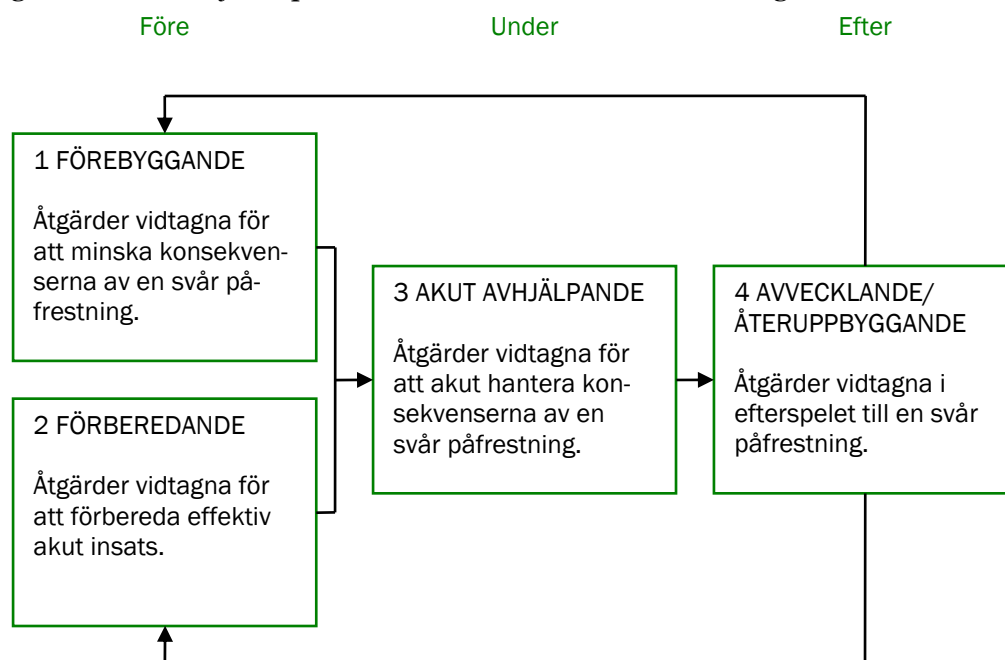 Före Under Efter
1 FÖREBYGGANDE
Åtgärder vidtagna för
att minska konsekven-
serna av en svår på-
frestning.
2 FÖRBEREDANDE
Åtgärder vidtagna för
att förbereda effektiv
akut insats.
3 AKUT AVHJÄLPANDE
Åtgärder vidtagna för
att akut hantera kon-
sekvenserna av en
svår påfrestning.
4 AVVECKLANDE/
ÅTERUPPBYGGANDE
Åtgärder vidtagna i
efterspelet till en svår
påfrestning.